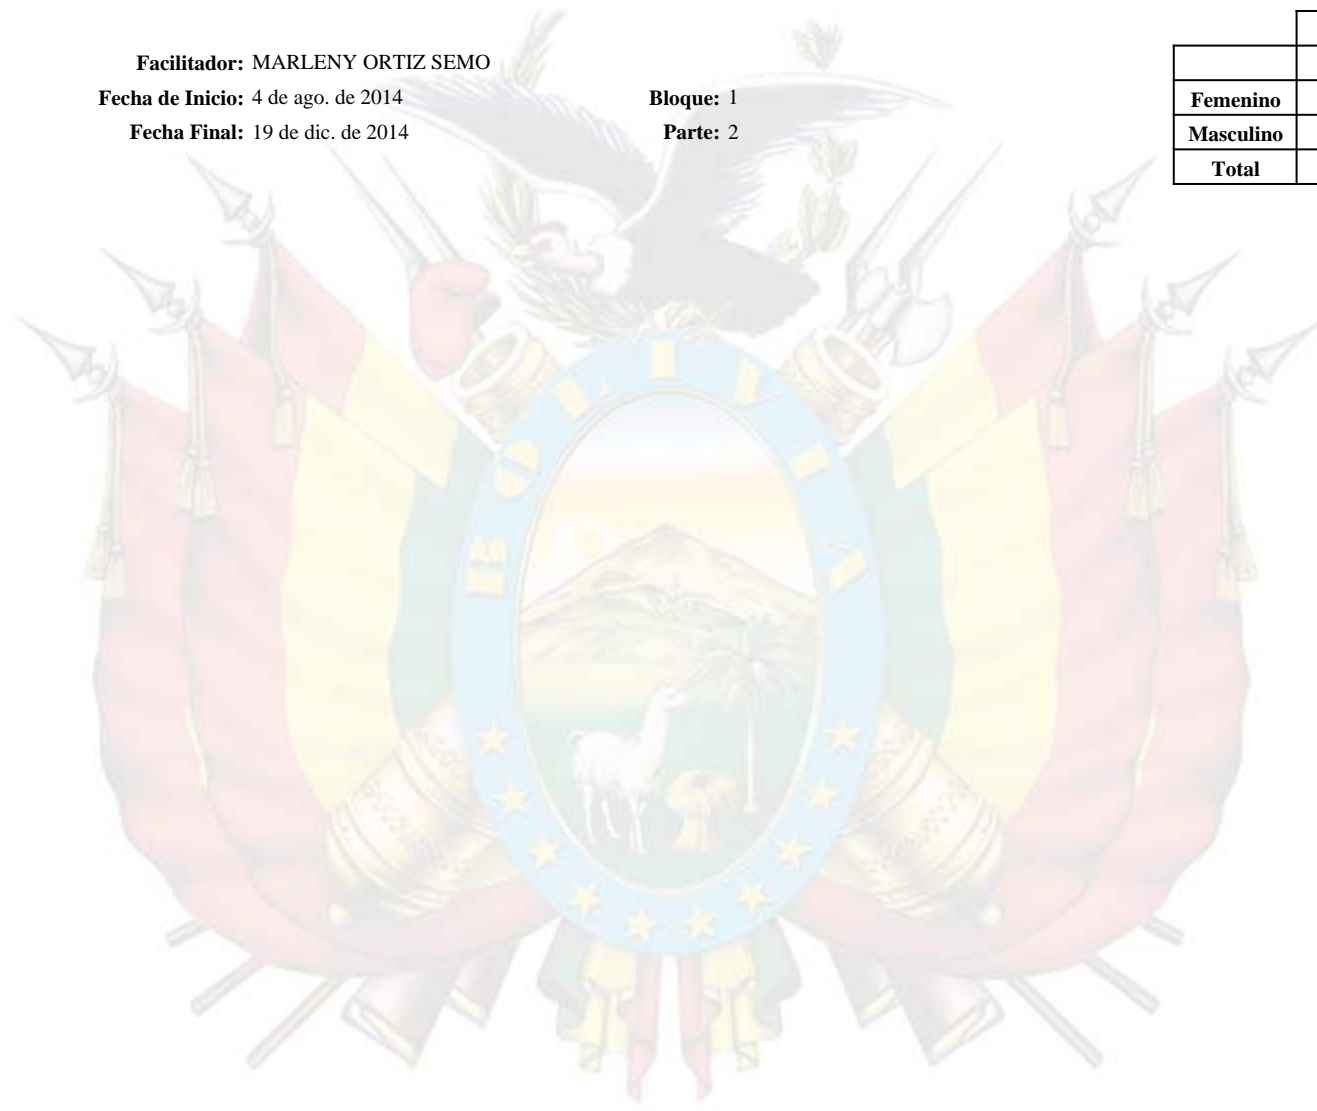 Facilitador: MARLENY ORTIZ SEMO
Fecha de Inicio: 4 de ago. de 2014 Bloque: 1
Fecha Final: 19 de dic. de 2014 Parte: 2
Femenino
Masculino
Total
BOLIVIA